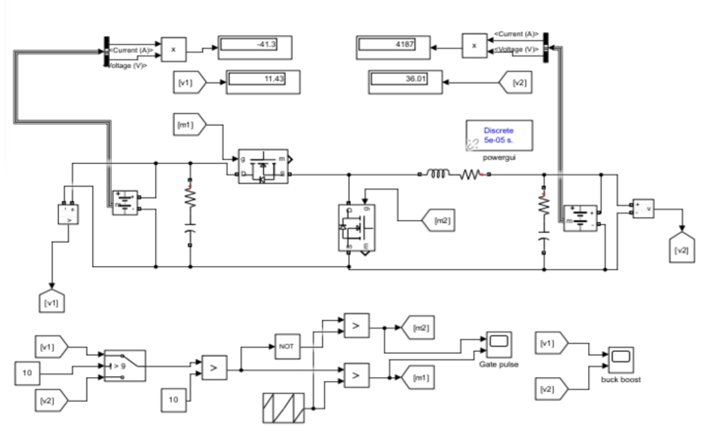 <Current (A)>
<Voltage (V)>
x
-41.3
[v1]
11.43
4187
x
<Current (A)>
<Voltage (V)>
36.01
[v2]
[m1]
Discrete
5e-05 s.
powergui
g
m
D
S
[m2]
g
m
D
S
+
-
v
m
+
-
m
+
-
+
-
v
[v1]
[v2]
[v1]
10
[v2]
> 9
10
>
NOT
>
[m2]
>
[m1]
Gate pulse
[v1]
[v2]
buck boost